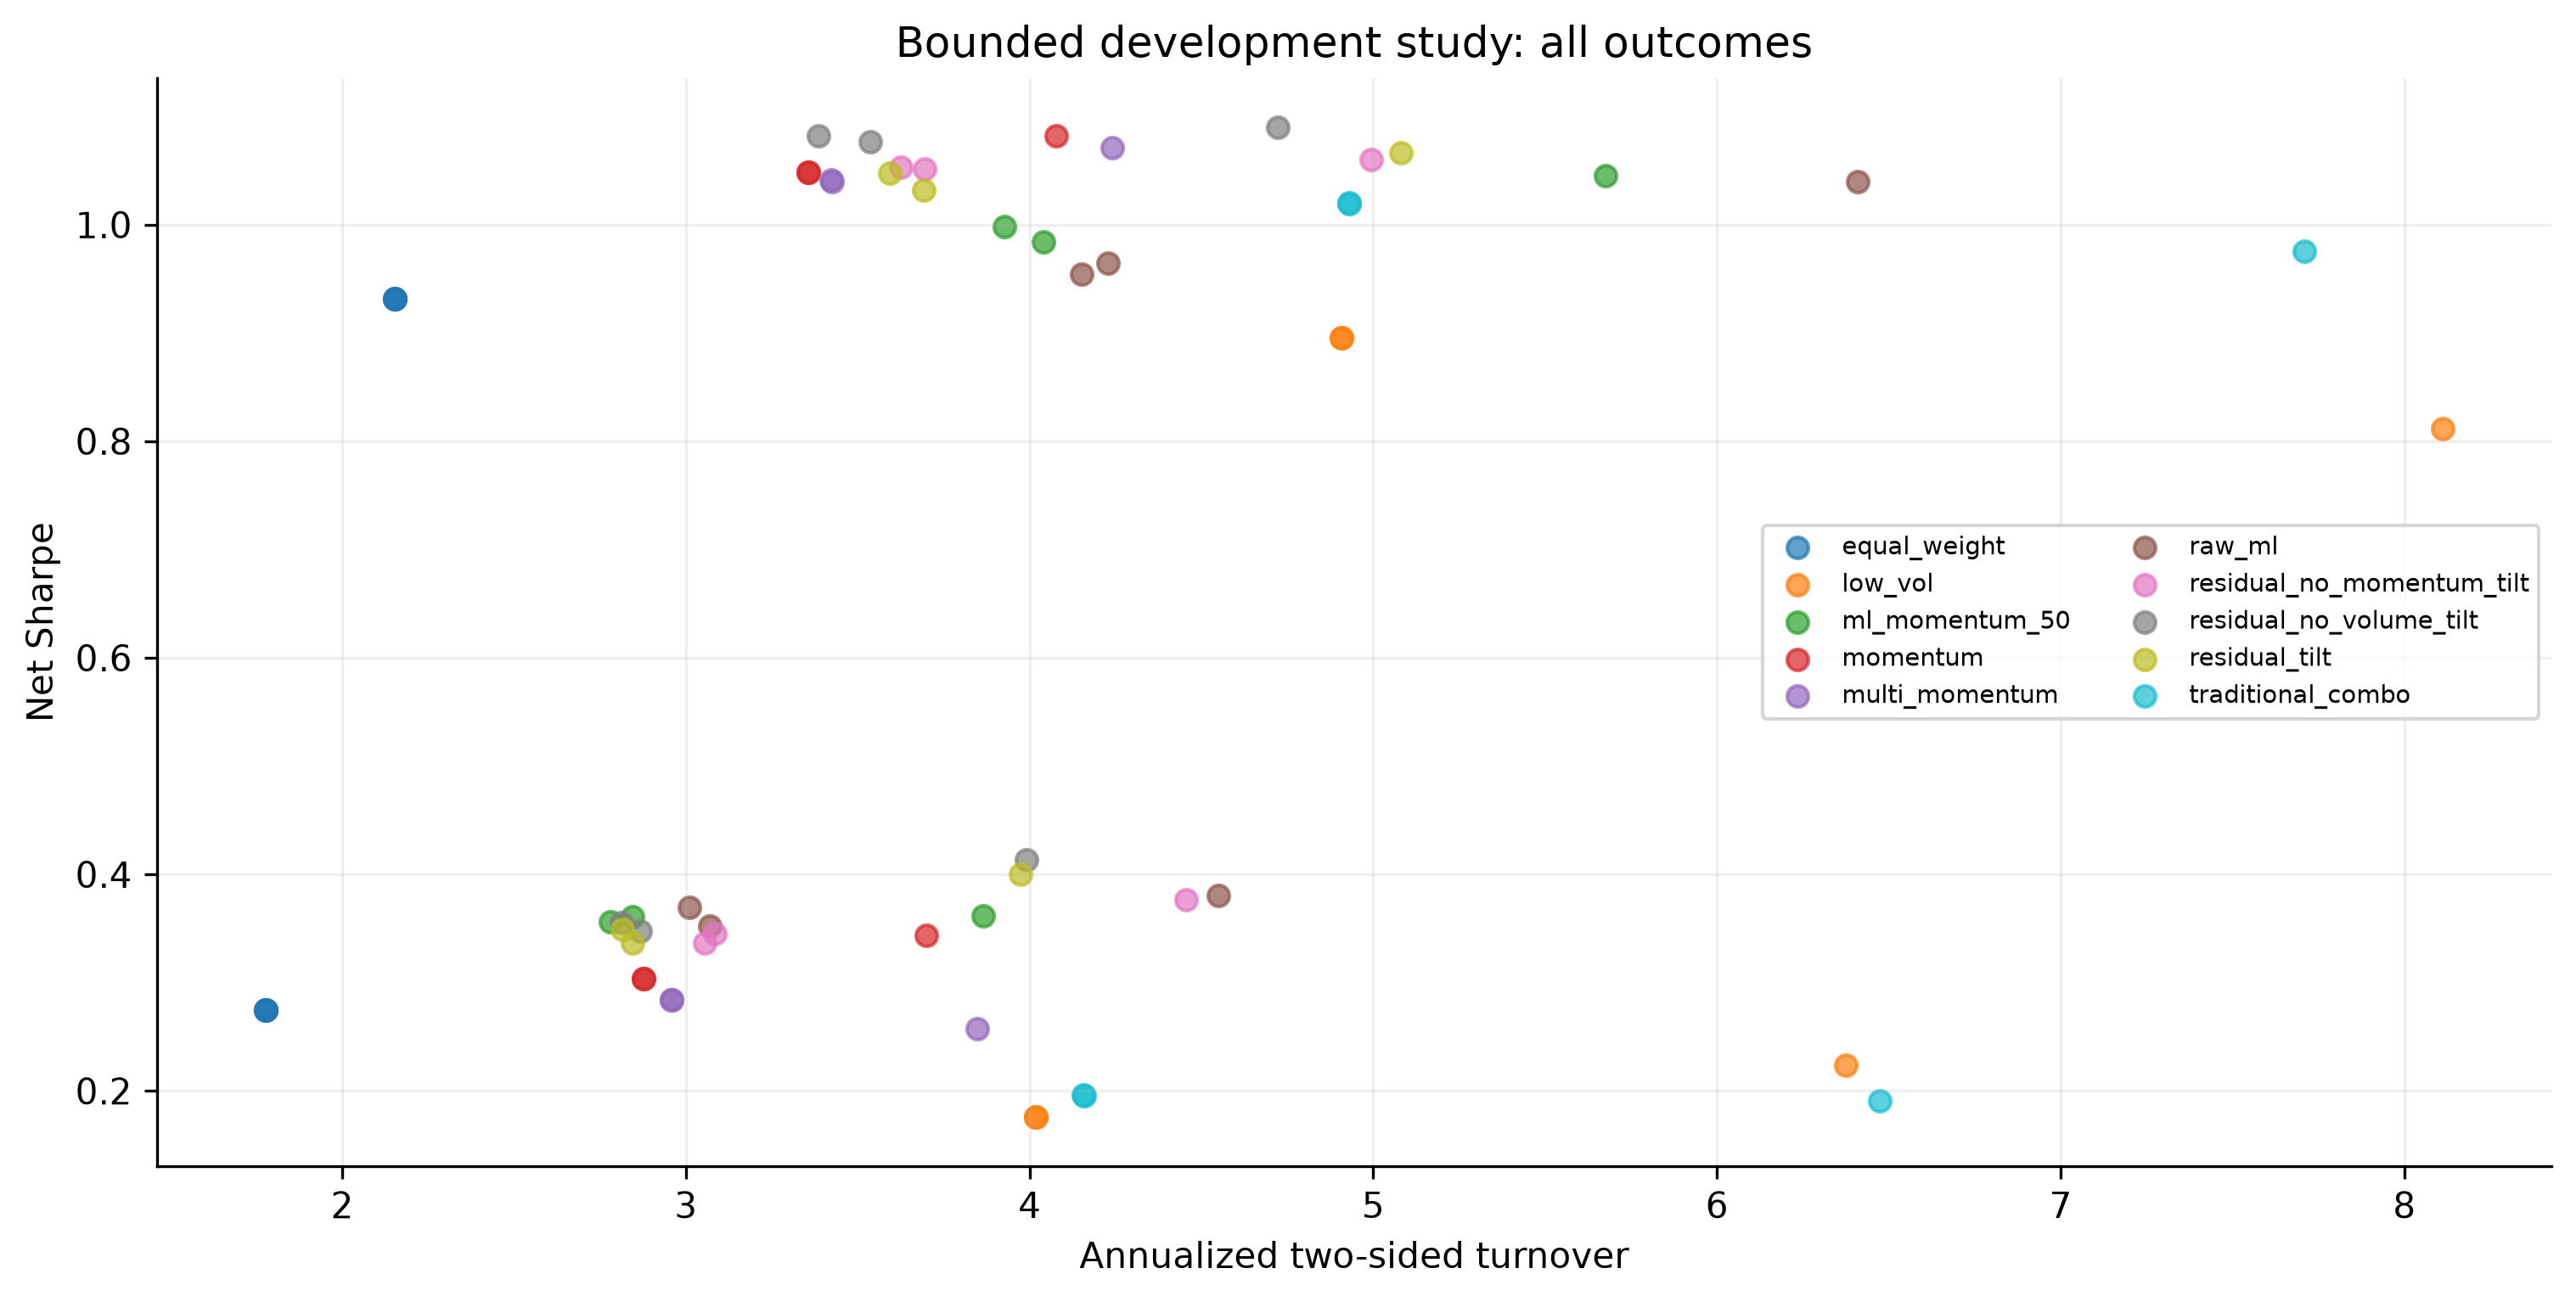 Bounded development study: all outcomes
Net Sharpe
1.0
0.8
0.6
0.4
0.2
equal_weight
low_vol
ml_momentum_50
momentum
multi_momentum
raw_ml
residual_no_momentum_tilt
residual_no_volume_tilt
residual_tilt
traditional_combo
2 3 4 5 6 7 8
Annualized two-sided turnover